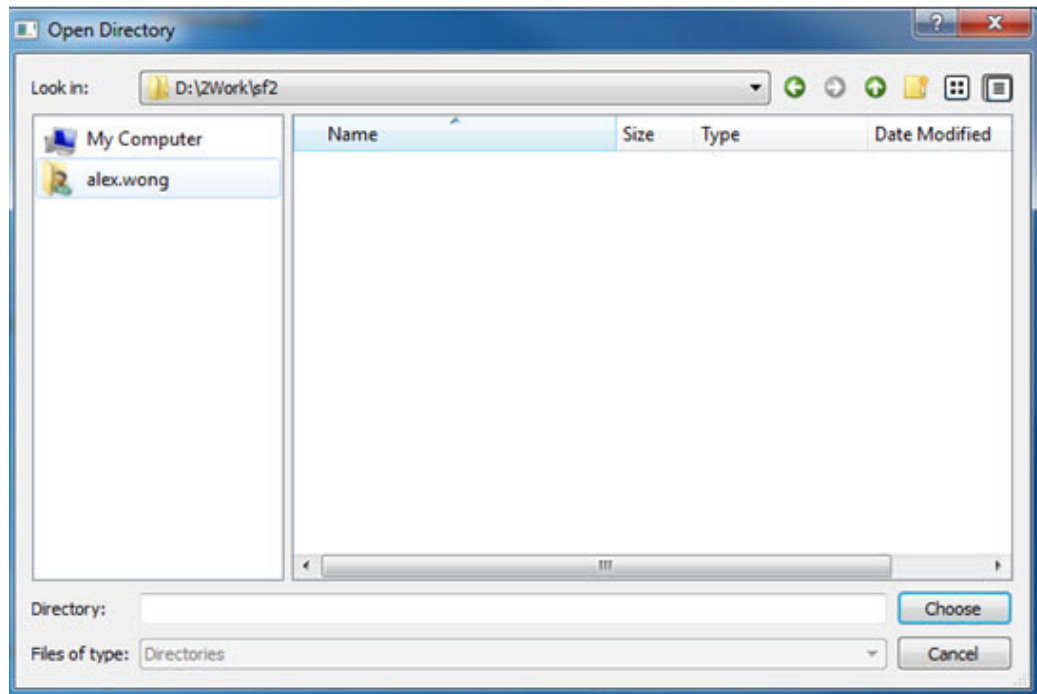 Open Directory
?
Look in: D:\2Work\sf2
My Computer
alex.wong
Name Size Type Date Modified
Directory: Choose
Files of type: Directories Cancel